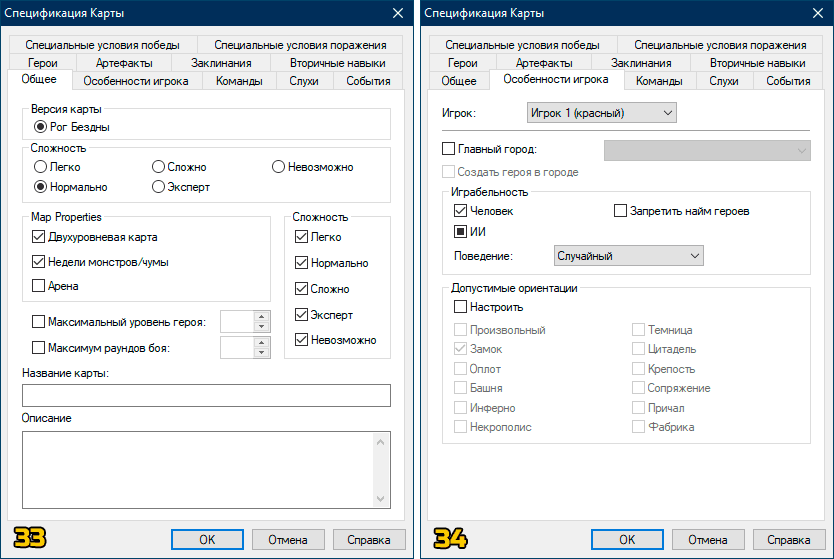 Спецификация Карты
Специальные условия победы
Специальные условия поражения
Герои
Артефакты
Заклинания
Вторичные навыки
Общее
Особенности игрока
Команды
Слухи
События
Версия карты
Рог Бездны
Сложность
Легко
Сложно
Невозможно
Нормально
Эксперт
Map Properties
Двухуровневая карта
Недели монстров/чумы
Арена
Сложность
Легко
Нормально
Сложно
Эксперт
Невозможно
Максимальный уровень героя:
Максимум раундов боя:
Название карты:
Описание
33
OK
Отмена
Справка
Спецификация Карты
Специальные условия победы
Специальные условия поражения
Герои
Артефакты
Заклинания
Вторичные навыки
Общее
Особенности игрока
Команды
Слухи
События
Игрок:
Игрок 1 (красный)
Главный город:
Создать героя в городе
Играбельность
Человек
Запретить найм героев
ИИ
Поведение:
Случайный
Допустимые ориентации
Настроить
Произвольный
Замок
Оплот
Башня
Инферно
Некрополис
Темница
Цитадель
Крепость
Сопряжение
Причал
Фабрика
34
OK
Отмена
Справка